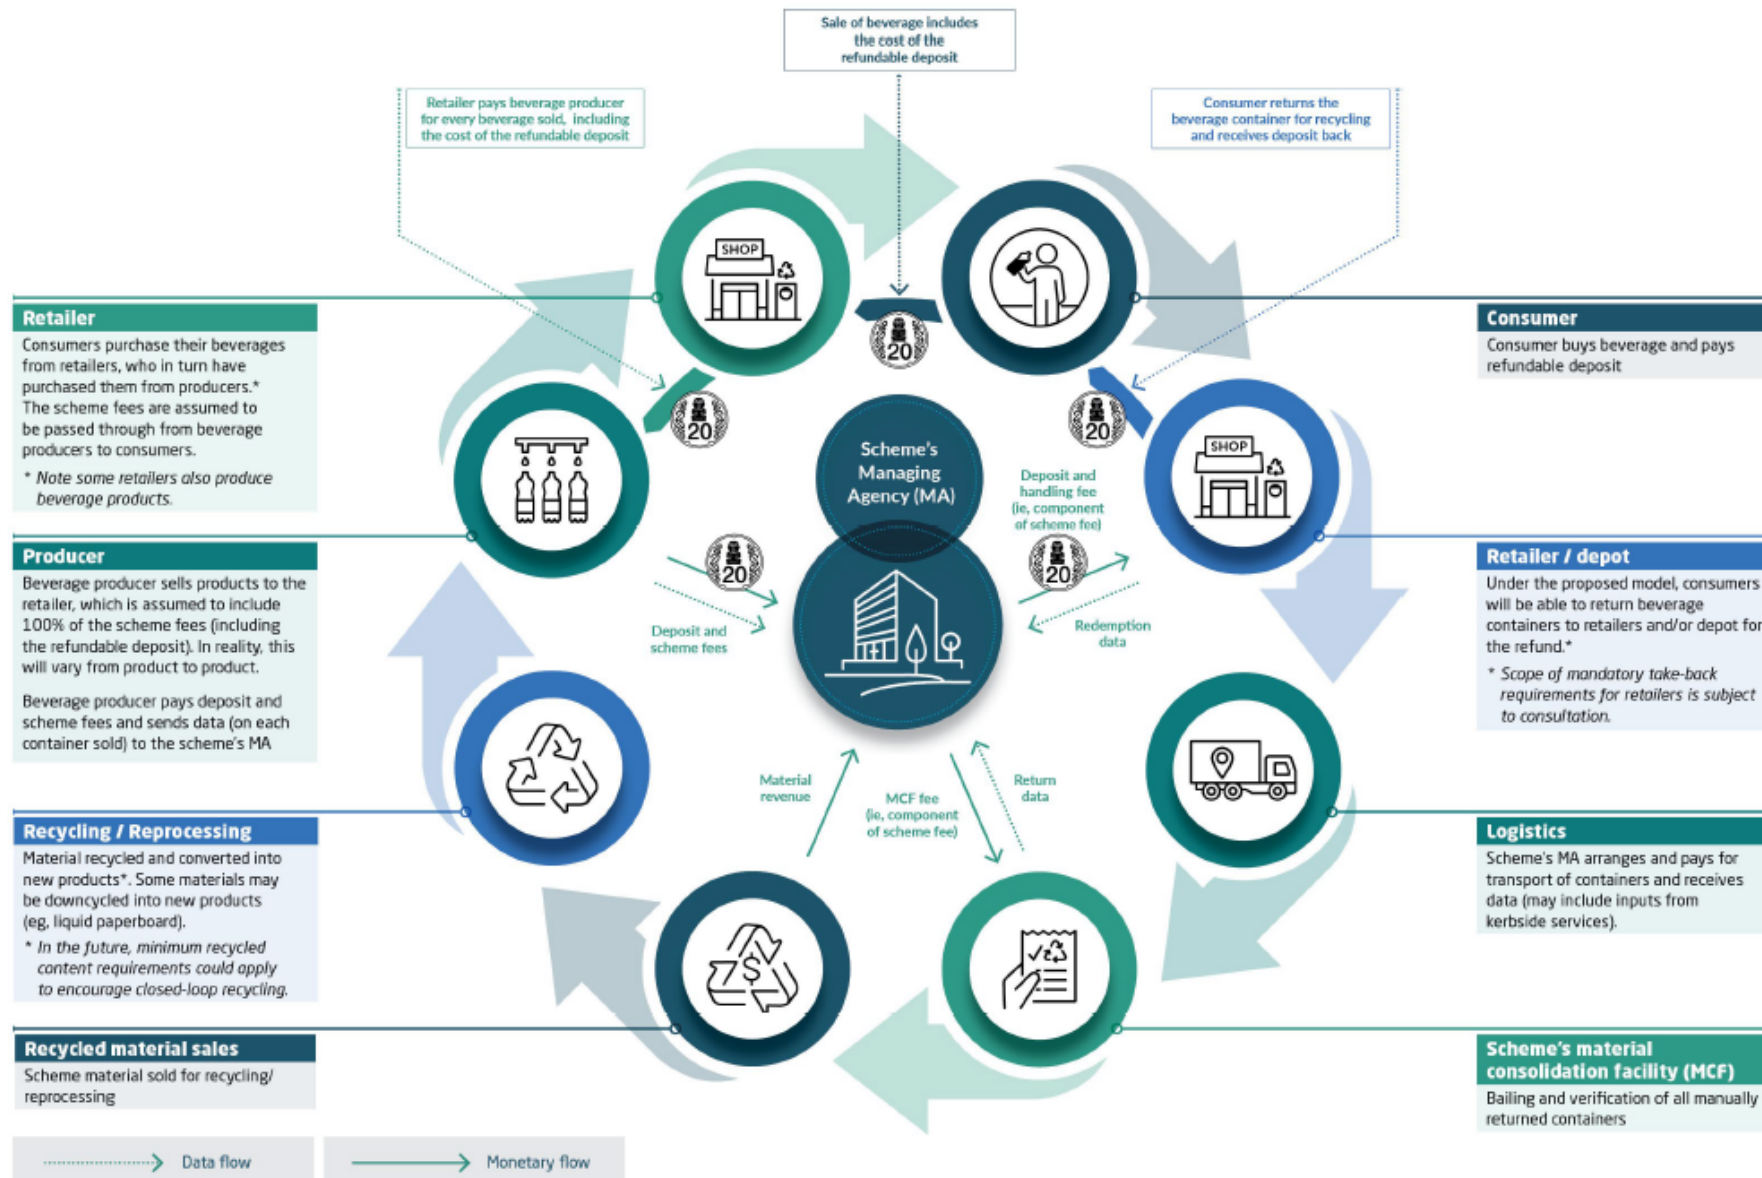 Sale of beverage includes
the cost of the
refundable deposit
Retailer pays beverage producer
for every beverage sold, including
the cost of the refundable deposit
Consumer returns the
beverage container for recycling
and receives deposit back
SHOP
20
20
20
Retailer
Consumers purchase their beverages
from retailers, who in turn have
purchased them from producers.*
The scheme fees are assumed to
be passed through from beverage
producers to consumers.
* Note some retailers also produce
beverage products.
Consumer
Consumer buys beverage and pays
refundable deposit
Scheme's
Managing
Agency (MA)
Deposit and
handling fee
(ie, component
of scheme fee)
SHOP
20
20
Deposit and
scheme fees
Redemption
data
Producer
Beverage producer sells products to the
retailer, which is assumed to include
100% of the scheme fees (including
the refundable deposit). In reality, this
will vary from product to product.
Beverage producer pays deposit and
scheme fees and sends data (on each
container sold) to the scheme's MA
Retailer / depot
Under the proposed model, consumers
will be able to return beverage
containers to retailers and/or depot for
the refund.*
* Scope of mandatory take-back
requirements for retailers is subject
to consultation.
Material
revenue
MCF fee
(ie, component
of scheme fee)
Return
data
Recycling / Reprocessing
Material recycled and converted into
new products*. Some materials may
be downcycled into new products
(eg, liquid paperboard).
* In the future, minimum recycled
content requirements could apply
to encourage closed-loop recycling.
Logistics
Scheme's MA arranges and pays for
transport of containers and receives
data (may include inputs from
kerbside services).
$
Recycled material sales
Scheme material sold for recycling/
reprocessing
Scheme's material
consolidation facility (MCF)
Bailing and verification of all manually
returned containers
Data flow
Monetary flow